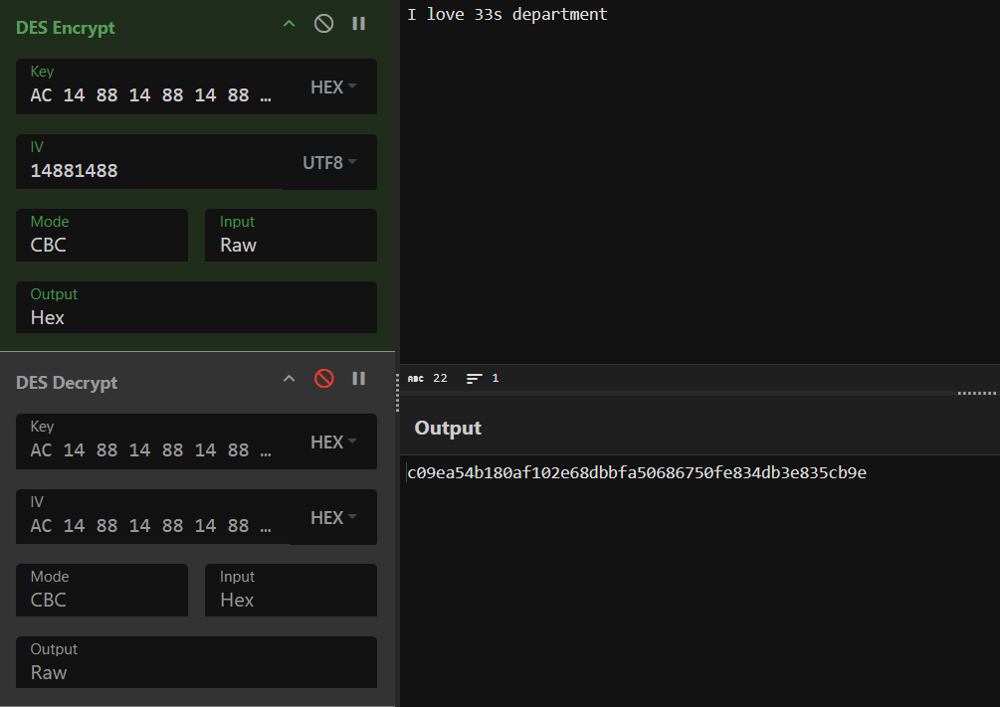 DES Encrypt
Key
AC 14 88 14 88 14 88 …
HEX
IV
14881488
UTF8
Mode
CBC
Input
Raw
Output
Hex
DES Decrypt
Key
AC 14 88 14 88 14 88 …
HEX
IV
AC 14 88 14 88 14 88 …
HEX
Mode
CBC
Input
Hex
Output
Raw
I love 33s department
ABC 22 1
Output
c09ea54b180af102e68dbbfa50686750fe834db3e835cb9e